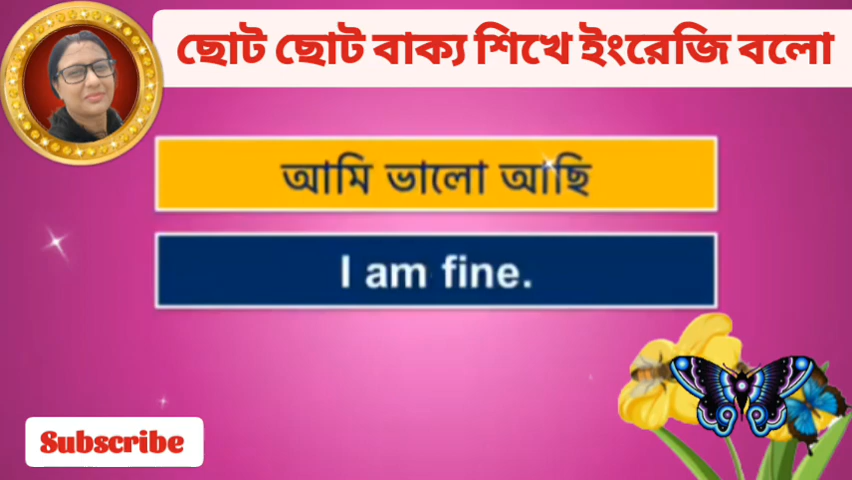 ছোট ছোট বাক্য শিখে ইংরেজি বলো
আমি ভালো আছি
I am fine.
Subscribe